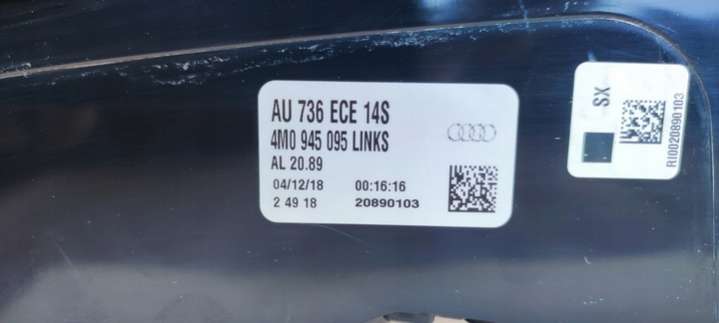 AU 736 ECE 14S
4M0 945 095 LINKS
AL 20.89
04/12/18 00:16:16
2 49 18 20890103
SX
RI0020890103